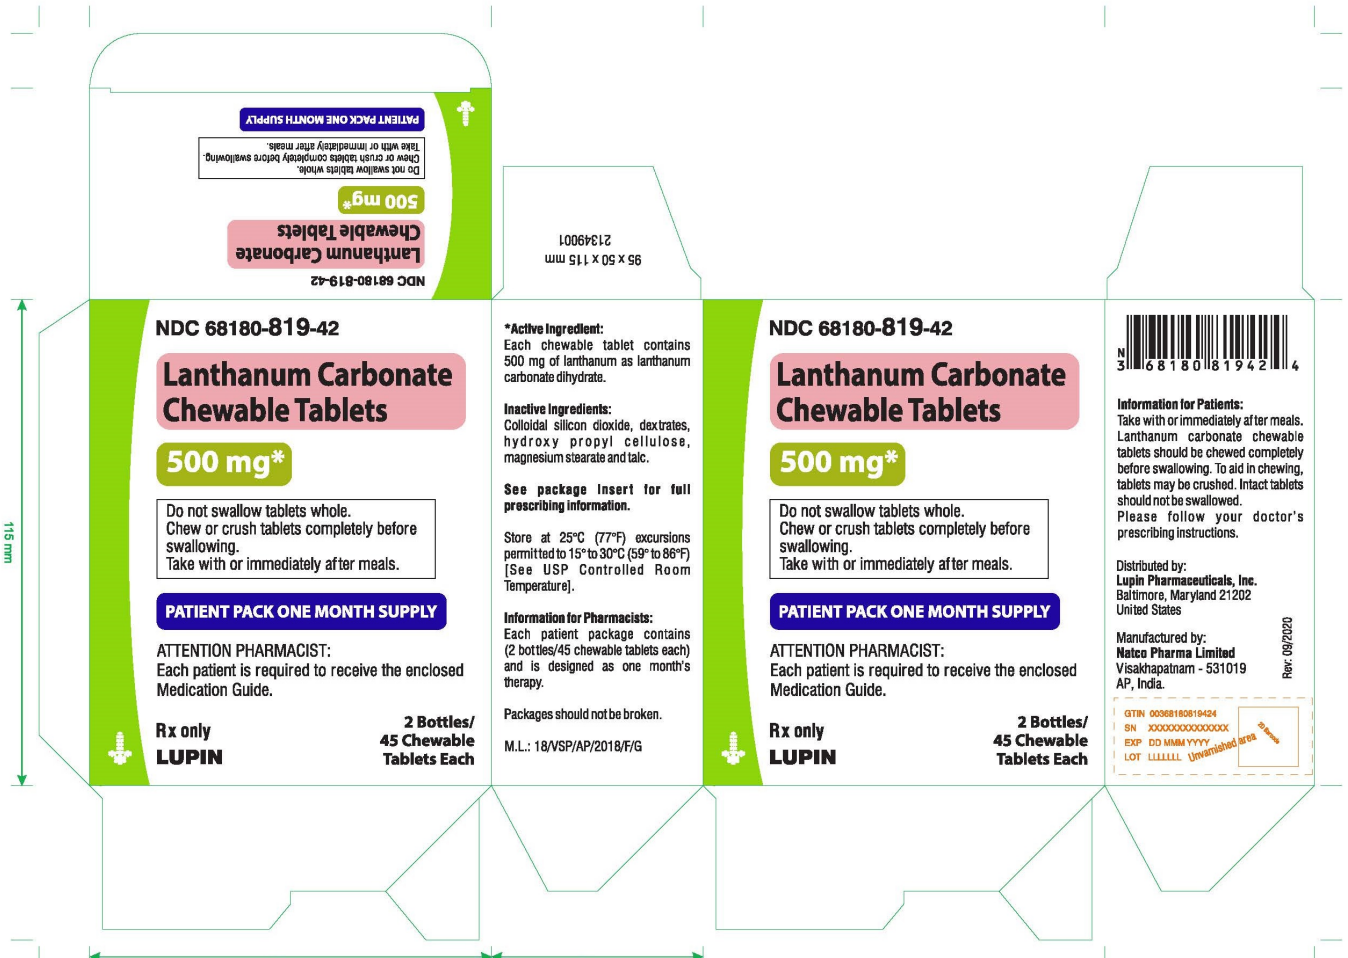 PATIENT PACK ONE MONTH SUPPLY
Do not swallow tablets whole.
Chew or crush tablets completely before swallowing.
Take with or immediately after meals.
500 mg*
Lanthanum Carbonate
Chewable Tablets
NDC 68180-819-42
95 x 50 x 115 mm
21349001
115 mm
NDC 68180-819-42
Lanthanum Carbonate
Chewable Tablets
500 mg*
Do not swallow tablets whole.
Chew or crush tablets completely before
swallowing.
Take with or immediately after meals.
PATIENT PACK ONE MONTH SUPPLY
ATTENTION PHARMACIST:
Each patient is required to receive the enclosed
Medication Guide.
Rx only
LUPIN
2 Bottles/
45 Chewable
Tablets Each
*Active Ingredient:
Each chewable tablet contains
500 mg of lanthanum as lanthanum
carbonate dihydrate.
Inactive Ingredients:
Colloidal silicon dioxide, dextrates,
hydroxy propyl cellulose,
magnesium stearate and talc.
See package Insert for full
prescribing information.
Store at 25°C (77°F) excursions
permitted to 15° to 30°C (59° to 86°F)
[See USP Controlled Room
Temperature].
Information for Pharmacists:
Each patient package contains
(2 bottles/45 chewable tablets each)
and is designed as one month's
therapy.
Packages should not be broken.
M.L.: 18/VSP/AP/2018/F/G
NDC 68180-819-42
Lanthanum Carbonate
Chewable Tablets
500 mg*
Do not swallow tablets whole.
Chew or crush tablets completely before
swallowing.
Take with or immediately after meals.
PATIENT PACK ONE MONTH SUPPLY
ATTENTION PHARMACIST:
Each patient is required to receive the enclosed
Medication Guide.
Rx only
LUPIN
2 Bottles/
45 Chewable
Tablets Each
N
3 68180 81942 4
Information for Patients:
Take with or immediately after meals.
Lanthanum carbonate chewable
tablets should be chewed completely
before swallowing. To aid in chewing,
tablets may be crushed. Intact tablets
should not be swallowed.
Please follow your doctor's
prescribing instructions.
Distributed by:
Lupin Pharmaceuticals, Inc.
Baltimore, Maryland 21202
United States
Manufactured by:
Natco Pharma Limited
Visakhapatnam - 531019
AP, India.
Rev: 09/2020
GTIN 00368180819424
SN XXXXXXXXXXXXXX
EXP DD MMM YYYY
LOT LLLLLLL
Unvarnished area
2D Barcode